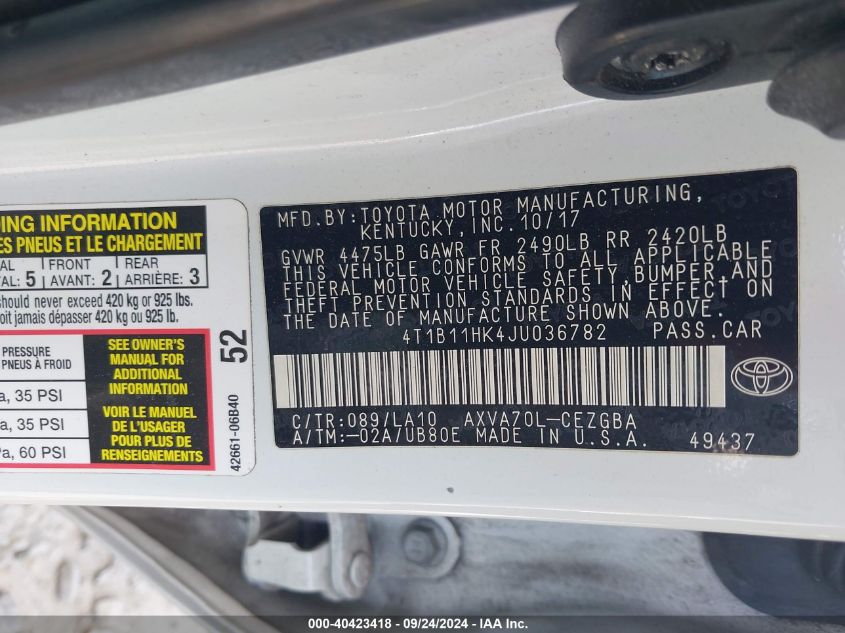 DING INFORMATION
ES PNEUS ET LE CHARGEMENT
AL FRONT REAR
AL: 5 AVANT: 2 ARRIÈRE: 3
should never exceed 420 kg or 925 lbs.
oit jamais dépasser 420 kg ou 925 lb.
PRESSURE
PNEUS À FROID
a, 35 PSI
a, 35 PSI
Pa, 60 PSI
SEE OWNER'S
MANUAL FOR
ADDITIONAL
INFORMATION
VOIR LE MANUEL
DE L'USAGER
POUR PLUS DE
RENSEIGNEMENTS
52
42661-06B40
MFD.BY:TOYOTA MOTOR MANUFACTURING,
KENTUCKY, INC. 10/17
GVWR 4475LB GAWR FR 2490LB RR 2420LB
THIS VEHICLE CONFORMS TO ALL APPLICABLE
FEDERAL MOTOR VEHICLE SAFETY, BUMPER, AND
THEFT PREVENTION STANDARDS IN EFFECT ON
THE DATE OF MANUFACTURE SHOWN ABOVE.
4T1B11HK4JU036782 PASS.CAR
C/TR:089/LA10 AXVA70L-CEZGBA
A/TM:-02A/UB80E MADE IN U.S.A. 49437
000-40423418 - 09/24/2024 - IAA Inc.